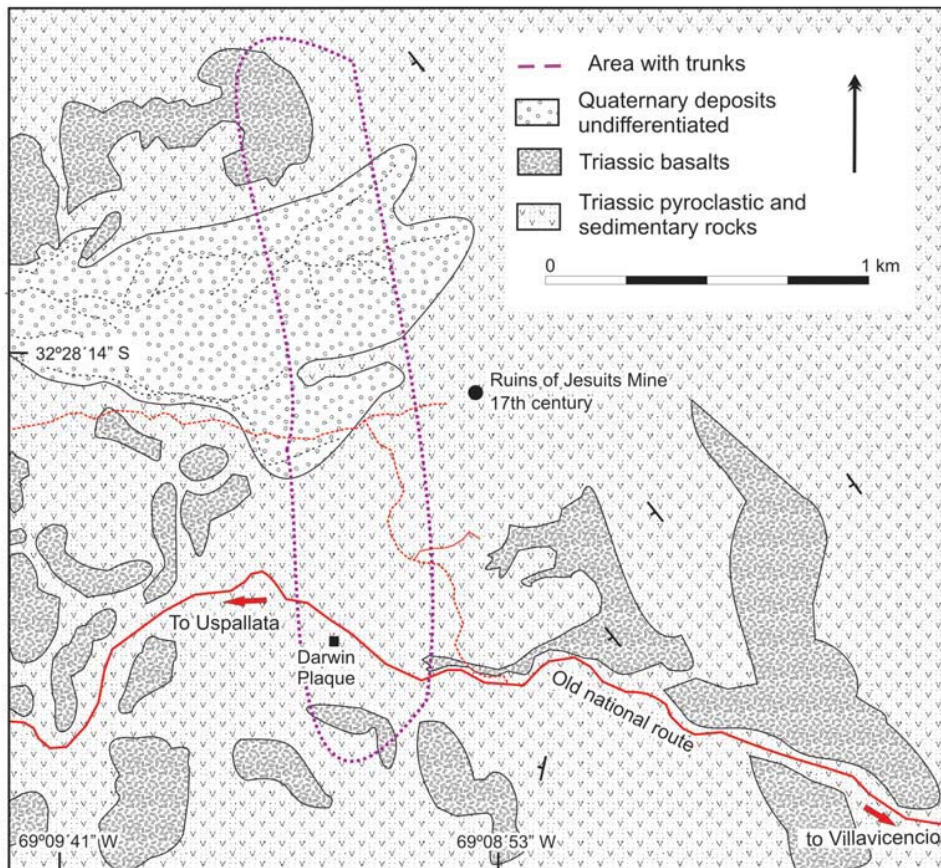 Area with trunks
Quaternary deposits
undifferentiated
Triassic basalts
Triassic pyroclastic and
sedimentary rocks
0
1 km
32º28´14” S
Ruins of Jesuits Mine
17th century
To Uspallata
Darwin
Plaque
Old national route
69º09´41” W
69º08´53” W
to Villavicencio